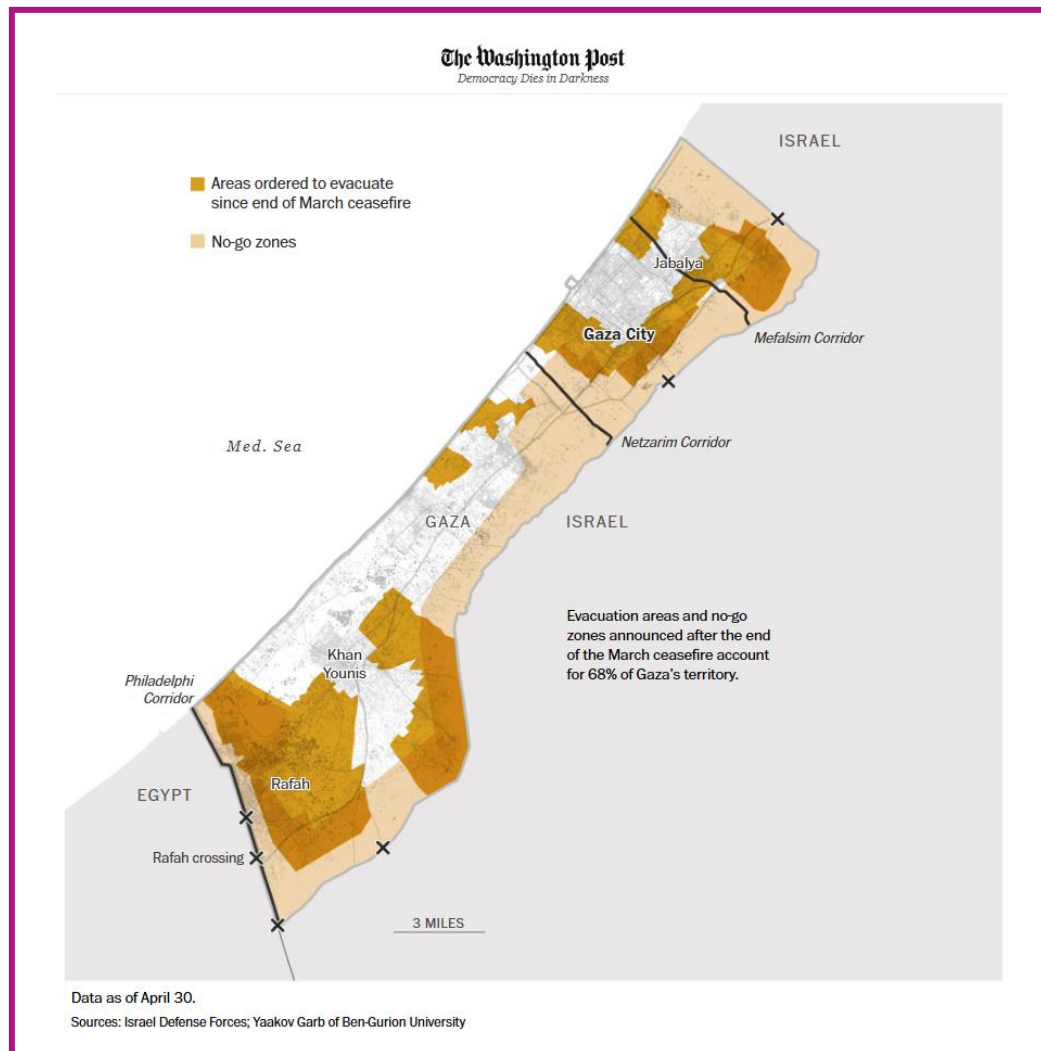 The Washington Post
Democracy Dies in Darkness
ISRAEL
Areas ordered to evacuate
since end of March ceasefire
No-go zones
Jabalya
Gaza City
Mefalsim Corridor
Med. Sea
Netzarim Corridor
GAZA
ISRAEL
Evacuation areas and no-go
zones announced after the end
of the March ceasefire account
for 68% of Gaza's territory.
Khan
Younis
Philadelphi
Corridor
Rafah
EGYPT
Rafah crossing
3 MILES
Data as of April 30.
Sources: Israel Defense Forces; Yaakov Garb of Ben-Gurion University